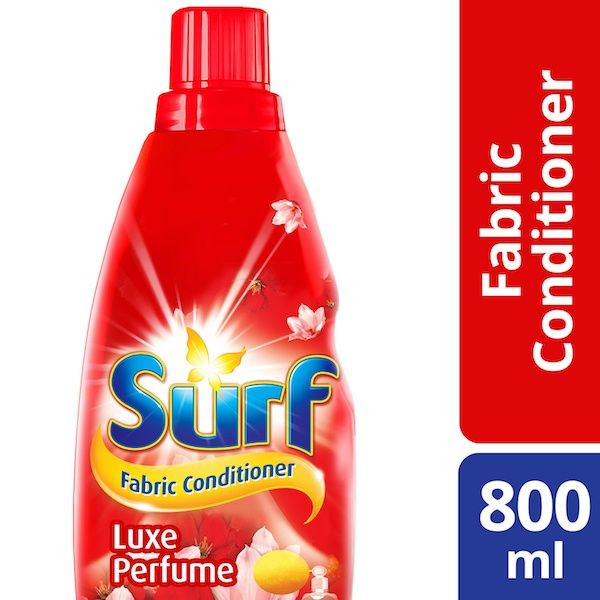 Surf
Fabric Conditioner
Luxe
Perfume
Fabric
Conditioner
800
ml